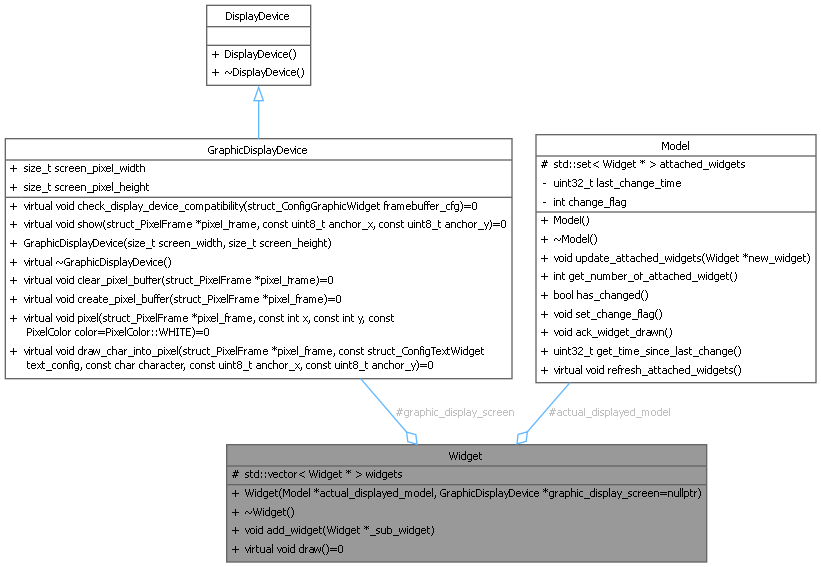 DisplayDevice
+ DisplayDevice()
+ ~DisplayDevice()
GraphicDisplayDevice
+ size_t screen_pixel_width
+ size_t screen_pixel_height
+ virtual void check_display_device_compatibility(struct_ConfigGraphicWidget framebuffer_cfg)=0
+ virtual void show(struct_PixelFrame *pixel_frame, const uint8_t anchor_x, const uint8_t anchor_y)=0
+ GraphicDisplayDevice(size_t screen_width, size_t screen_height)
+ virtual ~GraphicDisplayDevice()
+ virtual void clear_pixel_buffer(struct_PixelFrame *pixel_frame)=0
+ virtual void create_pixel_buffer(struct_PixelFrame *pixel_frame)=0
+ virtual void pixel(struct_PixelFrame *pixel_frame, const int x, const int y, const
PixelColor color=PixelColor::WHITE)=0
+ virtual void draw_char_into_pixel(struct_PixelFrame *pixel_frame, const struct_ConfigTextWidget
text_config, const char character, const uint8_t anchor_x, const uint8_t anchor_y)=0
Model
# std::set< Widget * > attached_widgets
- uint32_t last_change_time
- int change_flag
+ Model()
+ ~Model()
+ void update_attached_widgets(Widget *new_widget)
+ int get_number_of_attached_widget()
+ bool has_changed()
+ void set_change_flag()
+ void ack_widget_drawn()
+ uint32_t get_time_since_last_change()
+ virtual void refresh_attached_widgets()
#graphic_display_screen
#actual_displayed_model
Widget
# std::vector< Widget * > widgets
+ Widget(Model *actual_displayed_model, GraphicDisplayDevice *graphic_display_screen=nullptr)
+ ~Widget()
+ void add_widget(Widget *_sub_widget)
+ virtual void draw()=0